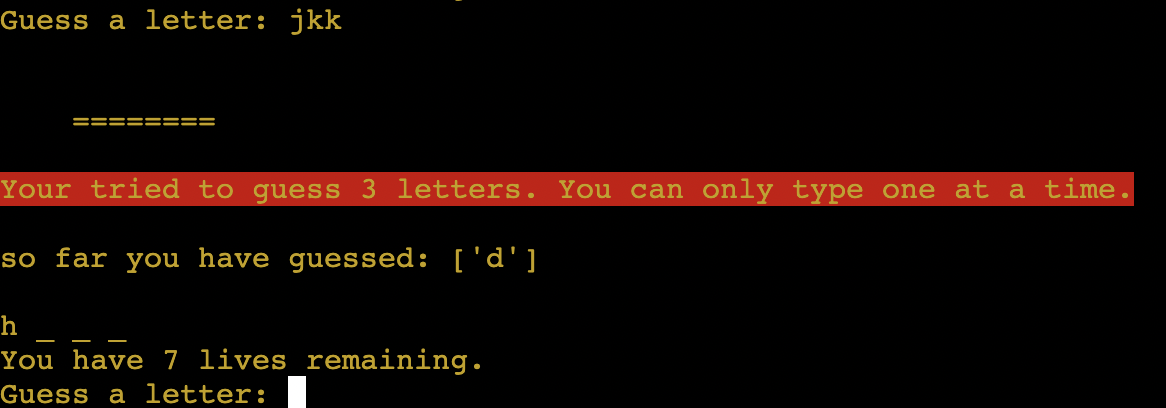 Guess a letter: jkk
========
Your tried to guess 3 letters. You can only type one at a time.
so far you have guessed: ['d']
h _ _ _
You have 7 lives remaining.
Guess a letter: